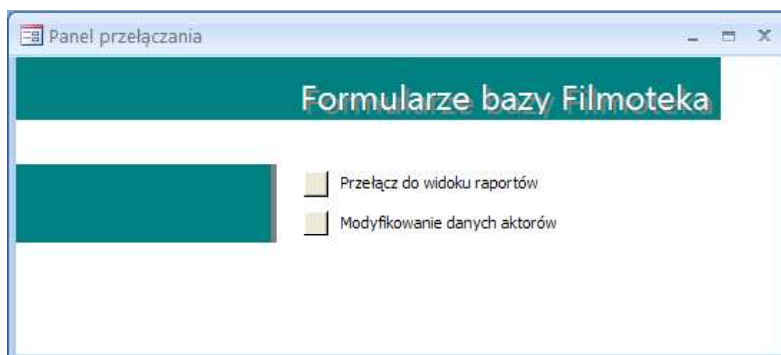 Panel przełączania
Formularze bazy Filmoteka
Przełącz do widoku raportów
Modyfikowanie danych aktorów